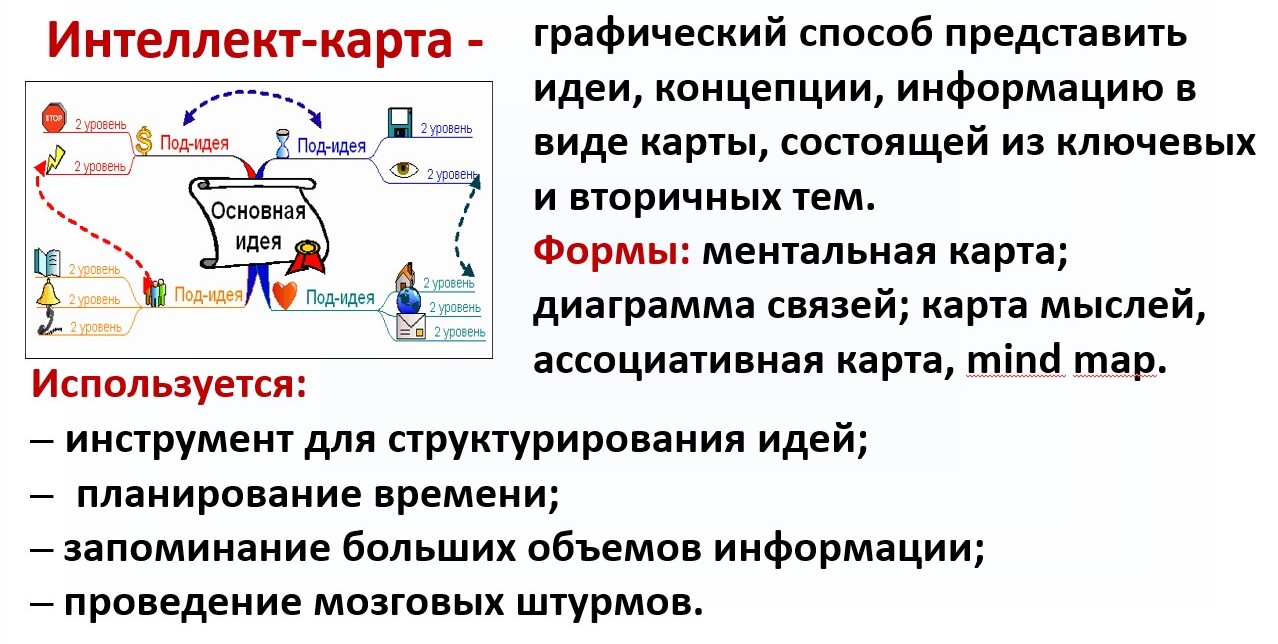 Интеллект-карта -
графический способ представить
идеи, концепции, информацию в
виде карты, состоящей из ключевых
и вторичных тем.
Формы: ментальная карта;
диаграмма связей; карта мыслей,
ассоциативная карта, mind map.
STOP
2 уровень
2 уровень
Под-идея
Под-идея
2 уровень
2 уровень
Основная
идея
2 уровень
2 уровень
2 уровень
Под-идея
Под-идея
2 уровень
2 уровень
2 уровень
Используется:
– инструмент для структурирования идей;
– планирование времени;
– запоминание больших объемов информации;
– проведение мозговых штурмов.